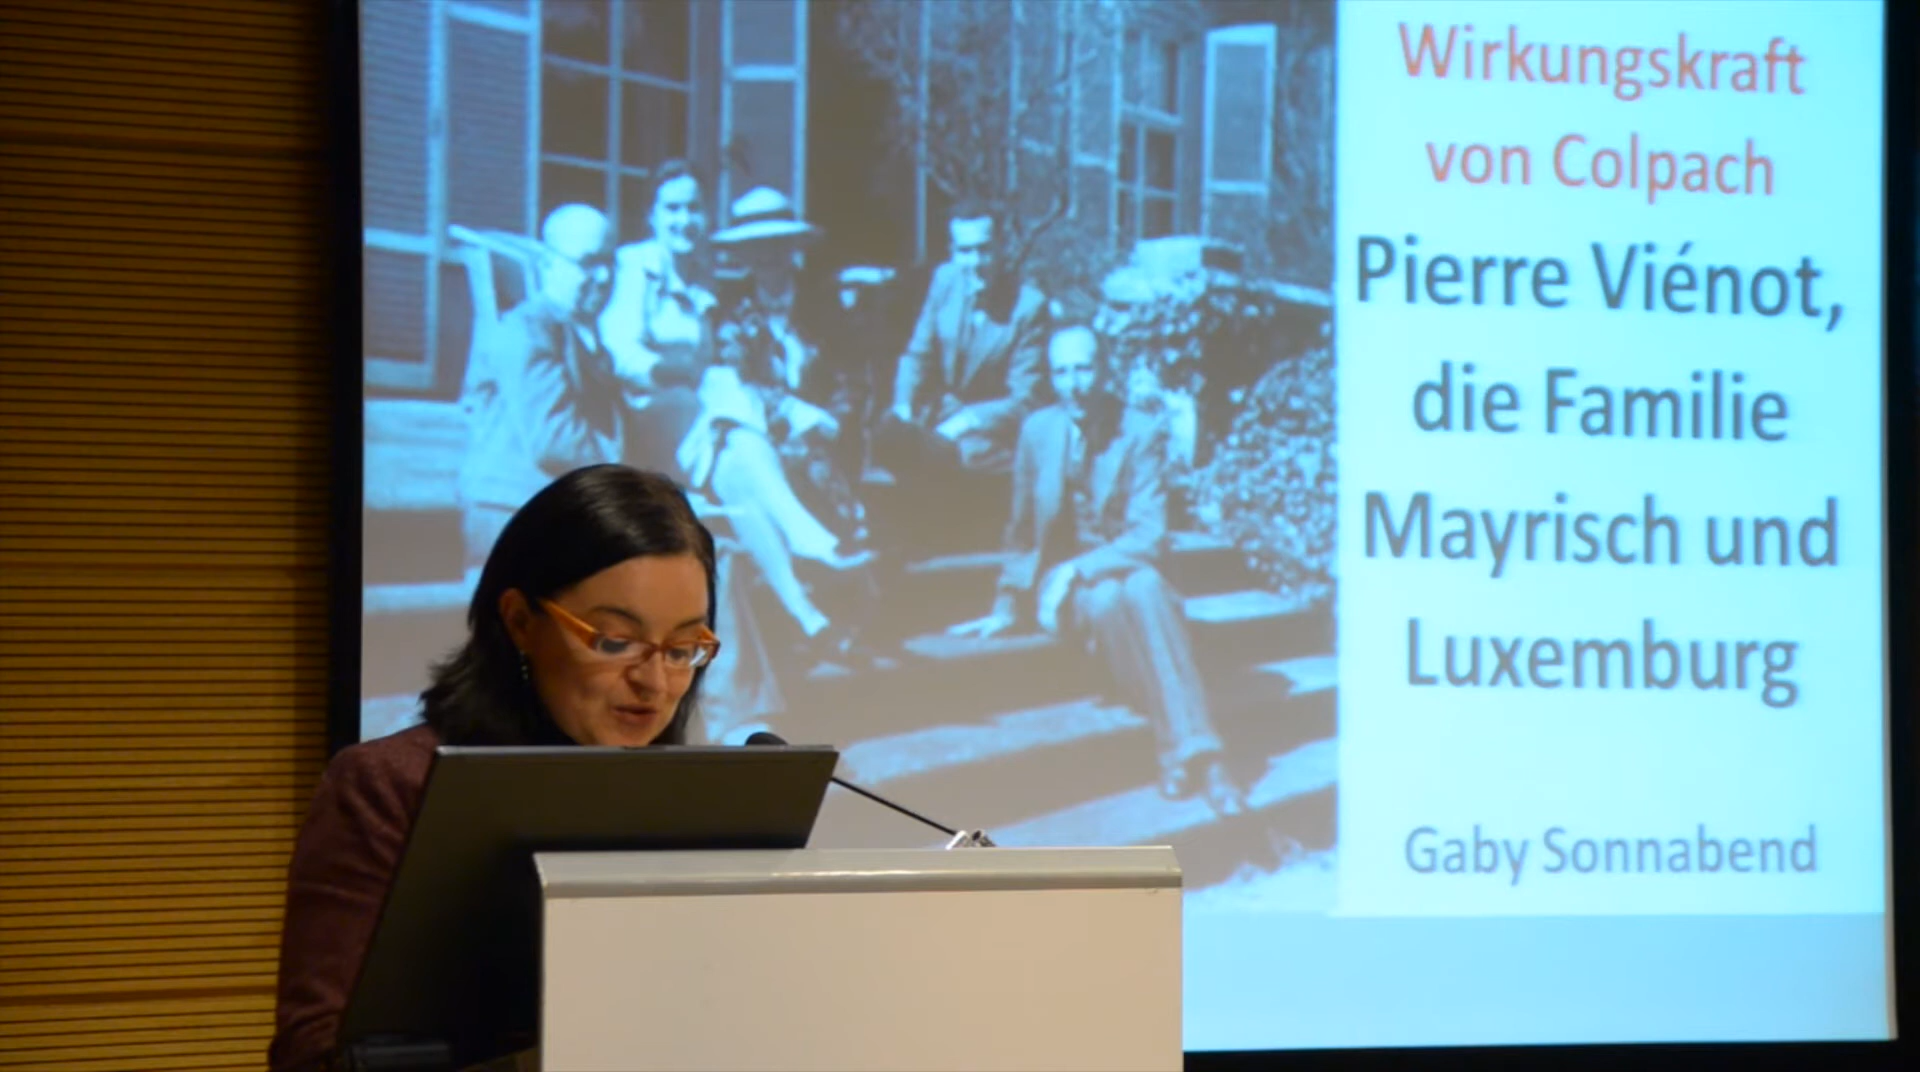 Wirkungskraft
von Colpach
Pierre Viénot,
die Familie
Mayrisch und
Luxemburg
Gaby Sonnabend